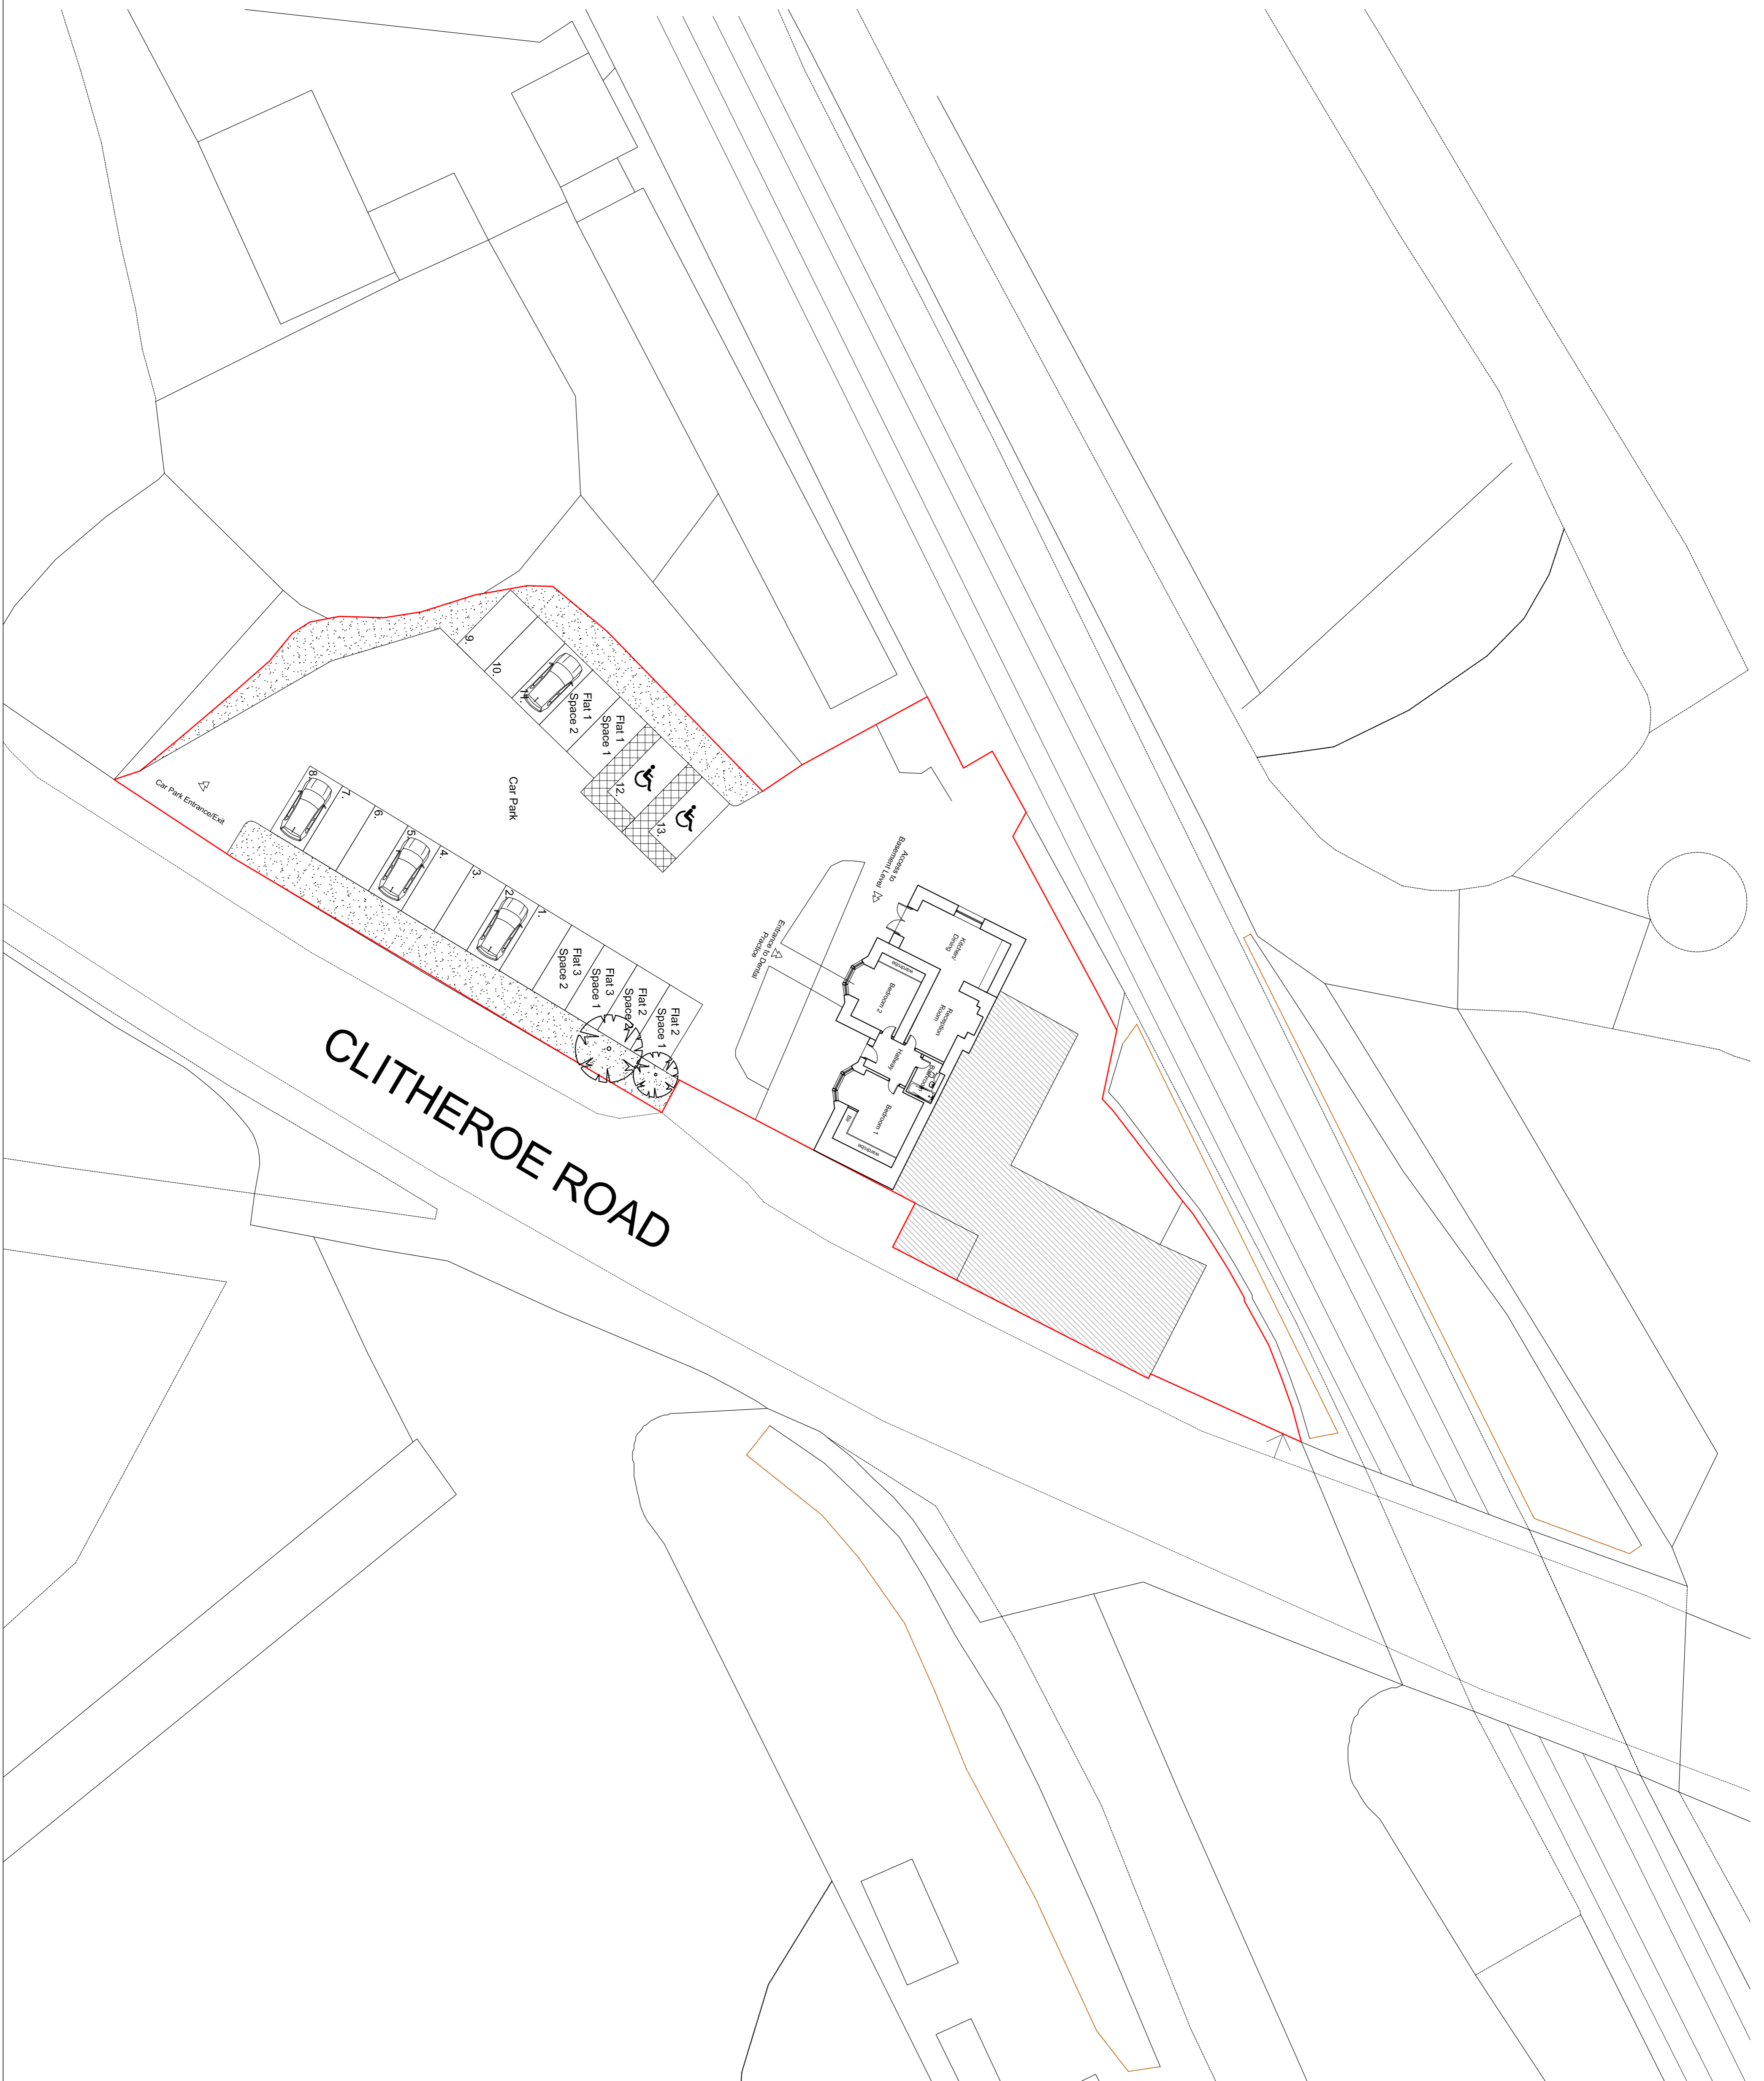 9.
10.
11.
Flat 1
Space 2
Flat 1
Space 1
12.
13.
Car Park
Car Park Entrance/Exit
8.
7.
6.
5.
4.
3.
2.
1.
Flat 3
Space 2
Flat 3
Space 1
Flat 2
Space 2
Flat 2
Space 1
Access to
Basement Level
Entrance to Dental
Practice
Kitchen/
Dining
wardrobe
Bedroom 2
Reception
Room
Hallway
Bathroom
Bedroom 1
wardrobe
CLITHEROE ROAD